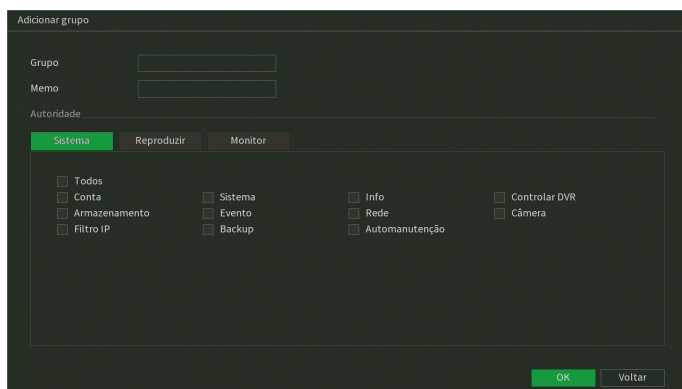 Adicionar grupo
Grupo
Memo
Autoridade
Sistema Reproduzir Monitor
Todos
Conta Sistema Info Controlar DVR
Armazenamento Evento Rede Câmera
Filtro IP Backup Automanutenção
OK Voltar